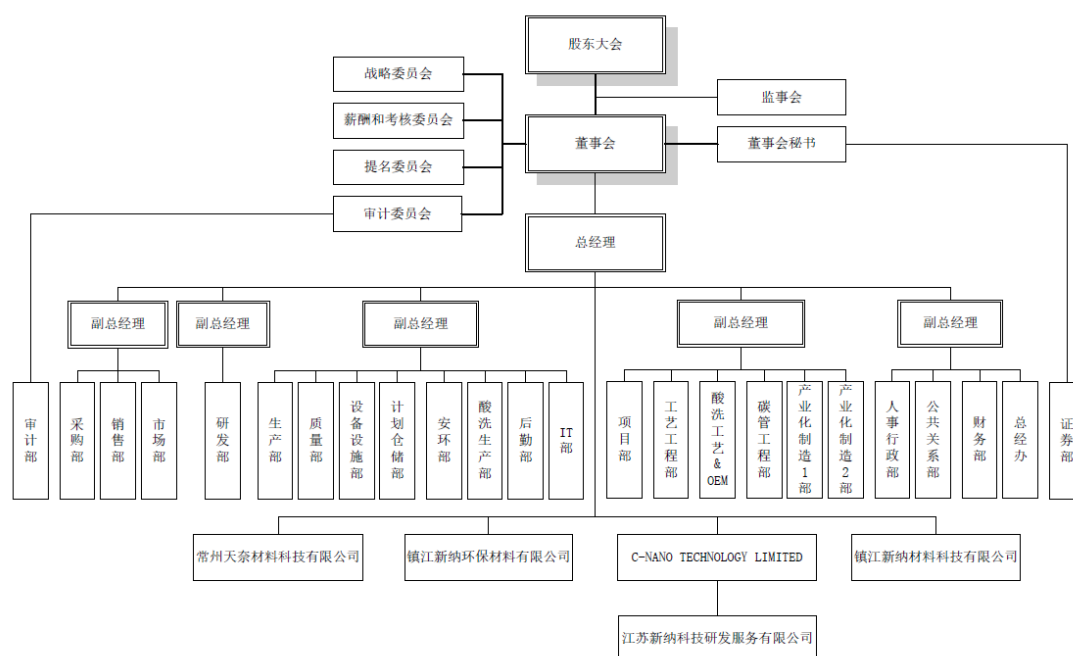 股东大会
战略委员会
监事会
薪酬和考核委员会
董事会
董事会秘书
提名委员会
审计委员会
总经理
副总经理
副总经理
副总经理
副总经理
副总经理
审计部
采购部
销售部
市场部
研发部
生产部
质量部
设备设施部
计划仓储部
安环部
酸洗生产部
后勤部
IT部
项目部
工艺工程部
酸洗工艺&OEM
碳管工程部
产业化制造1部
产业化制造2部
人事行政部
公共关系部
财务部
总经办
证券部
常州天奈材料科技有限公司
镇江新纳环保材料有限公司
C-NANO TECHNOLOGY LIMITED
镇江新纳材料科技有限公司
江苏新纳科技研发服务有限公司